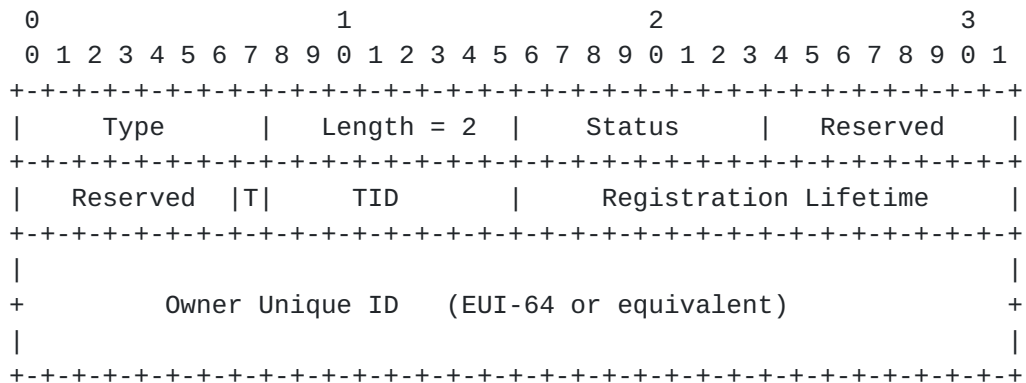 0                   1                   2                   3
 0 1 2 3 4 5 6 7 8 9 0 1 2 3 4 5 6 7 8 9 0 1 2 3 4 5 6 7 8 9 0 1
+-+-+-+-+-+-+-+-+-+-+-+-+-+-+-+-+-+-+-+-+-+-+-+-+-+-+-+-+-+-+-+-+
|     Type      |   Length = 2  |    Status     |   Reserved    |
+-+-+-+-+-+-+-+-+-+-+-+-+-+-+-+-+-+-+-+-+-+-+-+-+-+-+-+-+-+-+-+-+
|   Reserved  |T|     TID       |     Registration Lifetime     |
+-+-+-+-+-+-+-+-+-+-+-+-+-+-+-+-+-+-+-+-+-+-+-+-+-+-+-+-+-+-+-+-+
|                                                               |
+         Owner Unique ID   (EUI-64 or equivalent)              +
|                                                               |
+-+-+-+-+-+-+-+-+-+-+-+-+-+-+-+-+-+-+-+-+-+-+-+-+-+-+-+-+-+-+-+-+